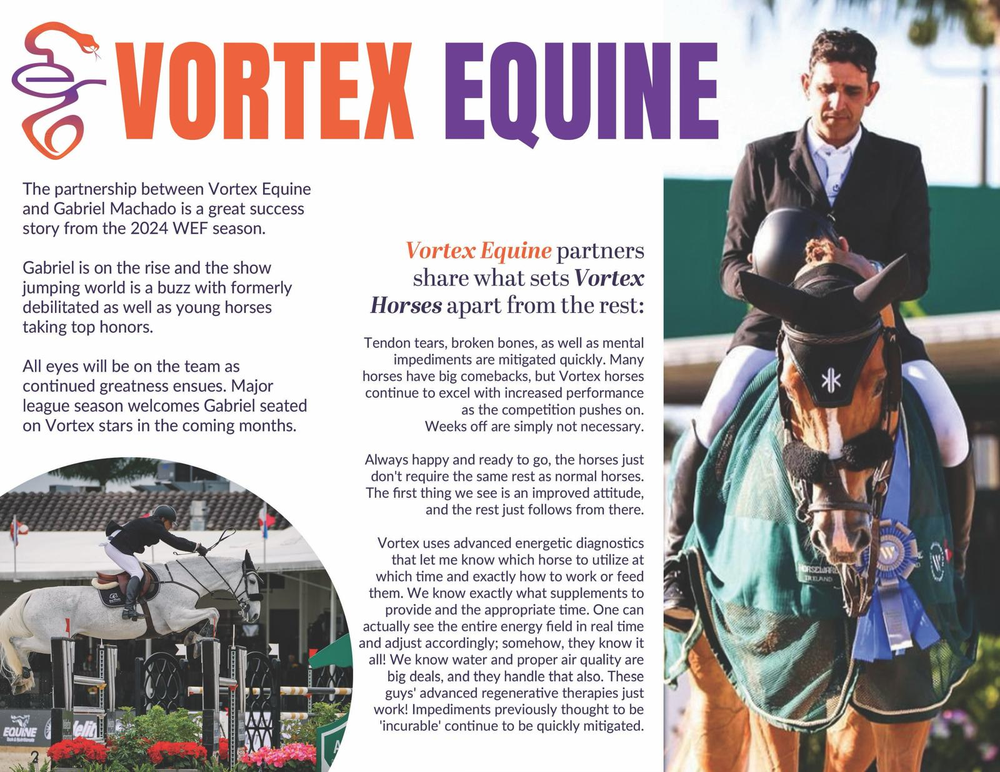 VORTEX EQUINE
The partnership between Vortex Equine
and Gabriel Machado is a great success
story from the 2024 WEF season.
Gabriel is on the rise and the show
jumping world is a buzz with formerly
debilitated as well as young horses
taking top honors.
All eyes will be on the team as
continued greatness ensues. Major
league season welcomes Gabriel seated
on Vortex stars in the coming months.
Vortex Equine partners
share what sets Vortex
Horses apart from the rest:
Tendon tears, broken bones, as well as mental
impediments are mitigated quickly. Many
horses have big comebacks, but Vortex horses
continue to excel with increased performance
as the competition pushes on.
Weeks off are simply not necessary.
Always happy and ready to go, the horses just
don't require the same rest as normal horses.
The first thing we see is an improved attitude,
and the rest just follows from there.
Vortex uses advanced energetic diagnostics
that let me know which horse to utilize at
which time and exactly how to work or feed
them. We know exactly what supplements to
provide and the appropriate time. One can
actually see the entire energy field in real time
and adjust accordingly; somehow, they know it
all! We know water and proper air quality are
big deals, and they handle that also. These
guys' advanced regenerative therapies just
work! Impediments previously thought to be
'incurable' continue to be quickly mitigated.
HORSEWARE
IRELAND
W
EQUINE
2